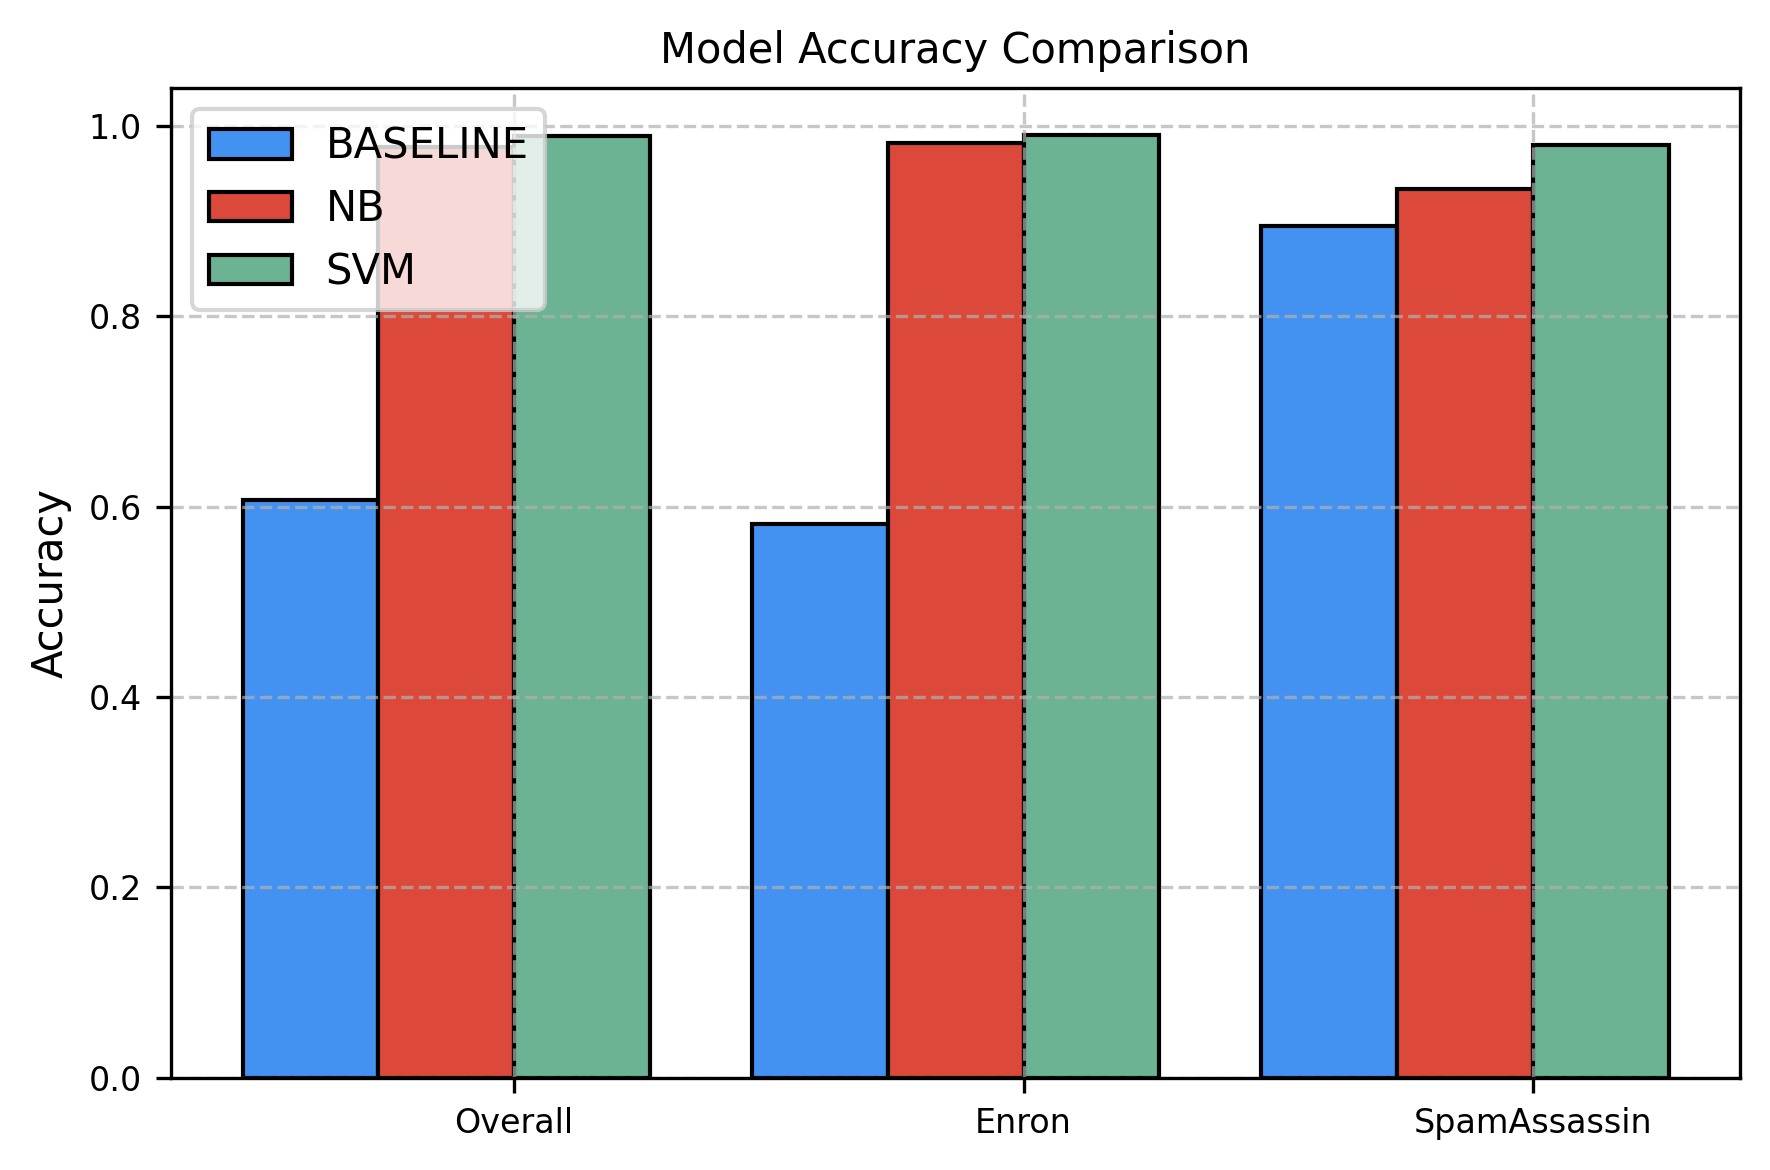 Model Accuracy Comparison
BASELINE
NB
SVM
Accuracy
1.0
0.8
0.6
0.4
0.2
0.0
Overall
Enron
SpamAssassin